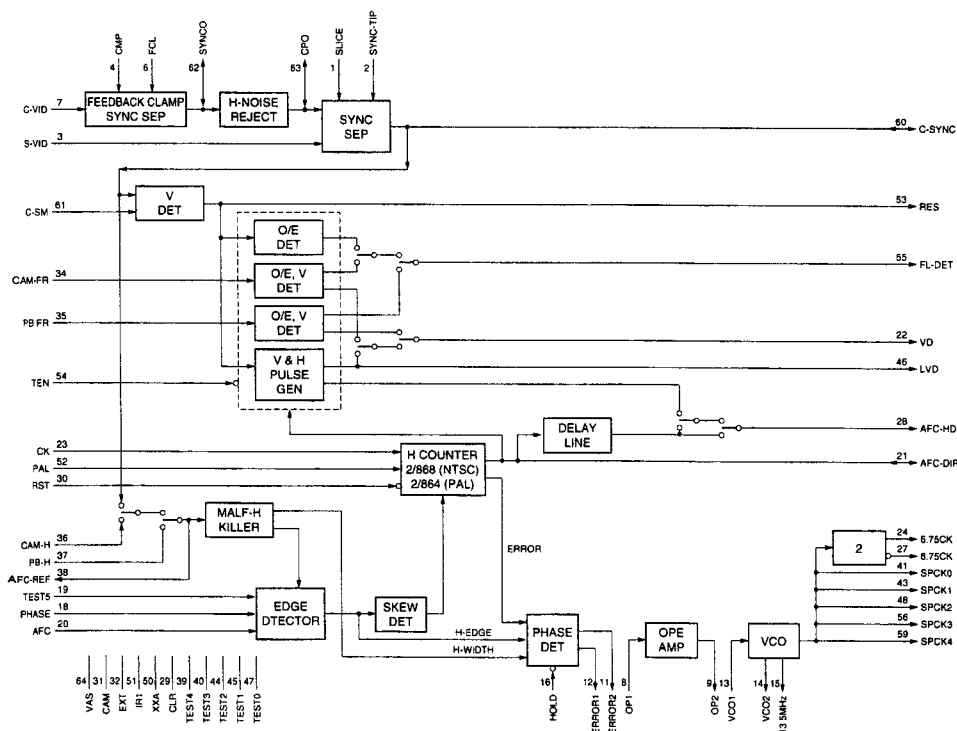 CMP
FCL
SYNCO
CPO
SLICE
SYNC-TIP
4
6
62
63
1
2
C-VID
7
FEEDBACK CLAMP
SYNC SEP
H-NOISE
REJECT
SYNC
SEP
S-VID
3
60
C-SYNC
C-SM
61
V
DET
53
RES
O/E
DET
55
FL-DET
CAM-FR
34
O/E, V
DET
PB FR
35
O/E, V
DET
22
VD
V & H
PULSE
GEN
46
LVD
TEN
54
DELAY
LINE
28
AFC-HD
CK
23
H COUNTER
2/868 (NTSC)
2/864 (PAL)
PAL
52
21
AFC-DIR
RST
30
MALF-H
KILLER
CAM-H
36
PB-H
37
AFC-REF
38
ERROR
2
24
6.75CK
27
6.75CK
41
SPCK0
43
SPCK1
48
SPCK2
56
SPCK3
59
SPCK4
TEST5
19
PHASE
18
AFC
20
EDGE
DTECTOR
SKEW
DET
H-EDGE
H-WIDTH
PHASE
DET
OPE
AMP
VCO
16
HOLD
12
ERROR1
11
ERROR2
8
OP1
9
OP2
13
VCO1
14
VCO2
15
13 5MHz
64
VAS
31
CAM
32
EXT
51
IR1
50
XXA
29
CLR
39
TEST4
40
TEST3
44
TEST2
45
TEST1
47
TEST0